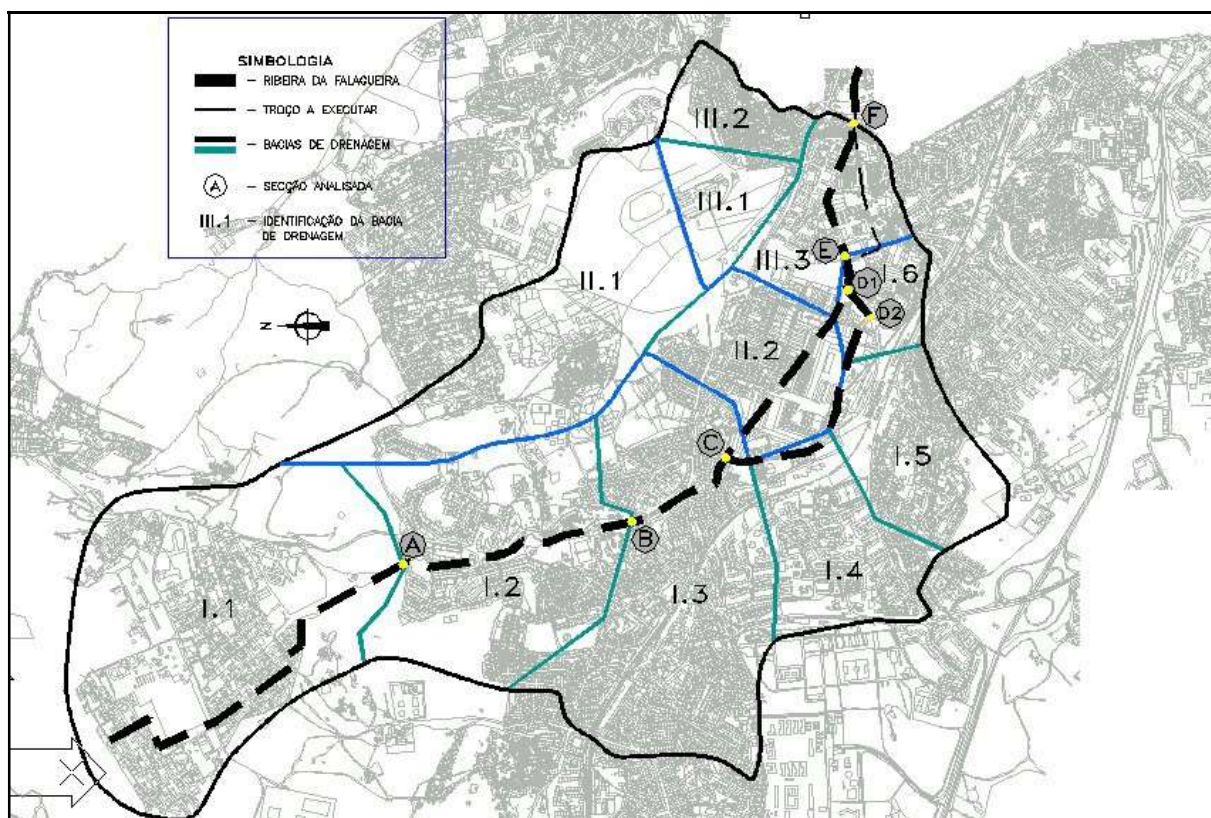 SIMBOLOGIA
– RIBEIRA DA FALAGUEIRA
– TROÇO A EXECUTAR
– BACIAS DE DRENAGEM
A – SECÇÃO ANALISADA
III.1 – IDENTIFICAÇÃO DA BACIA
DE DRENAGEM
III.2
F
III.1
II.1
III.3
E
I.6
D1
D2
N
II.2
C
I.5
B
A
I.2
I.4
I.3
I.1